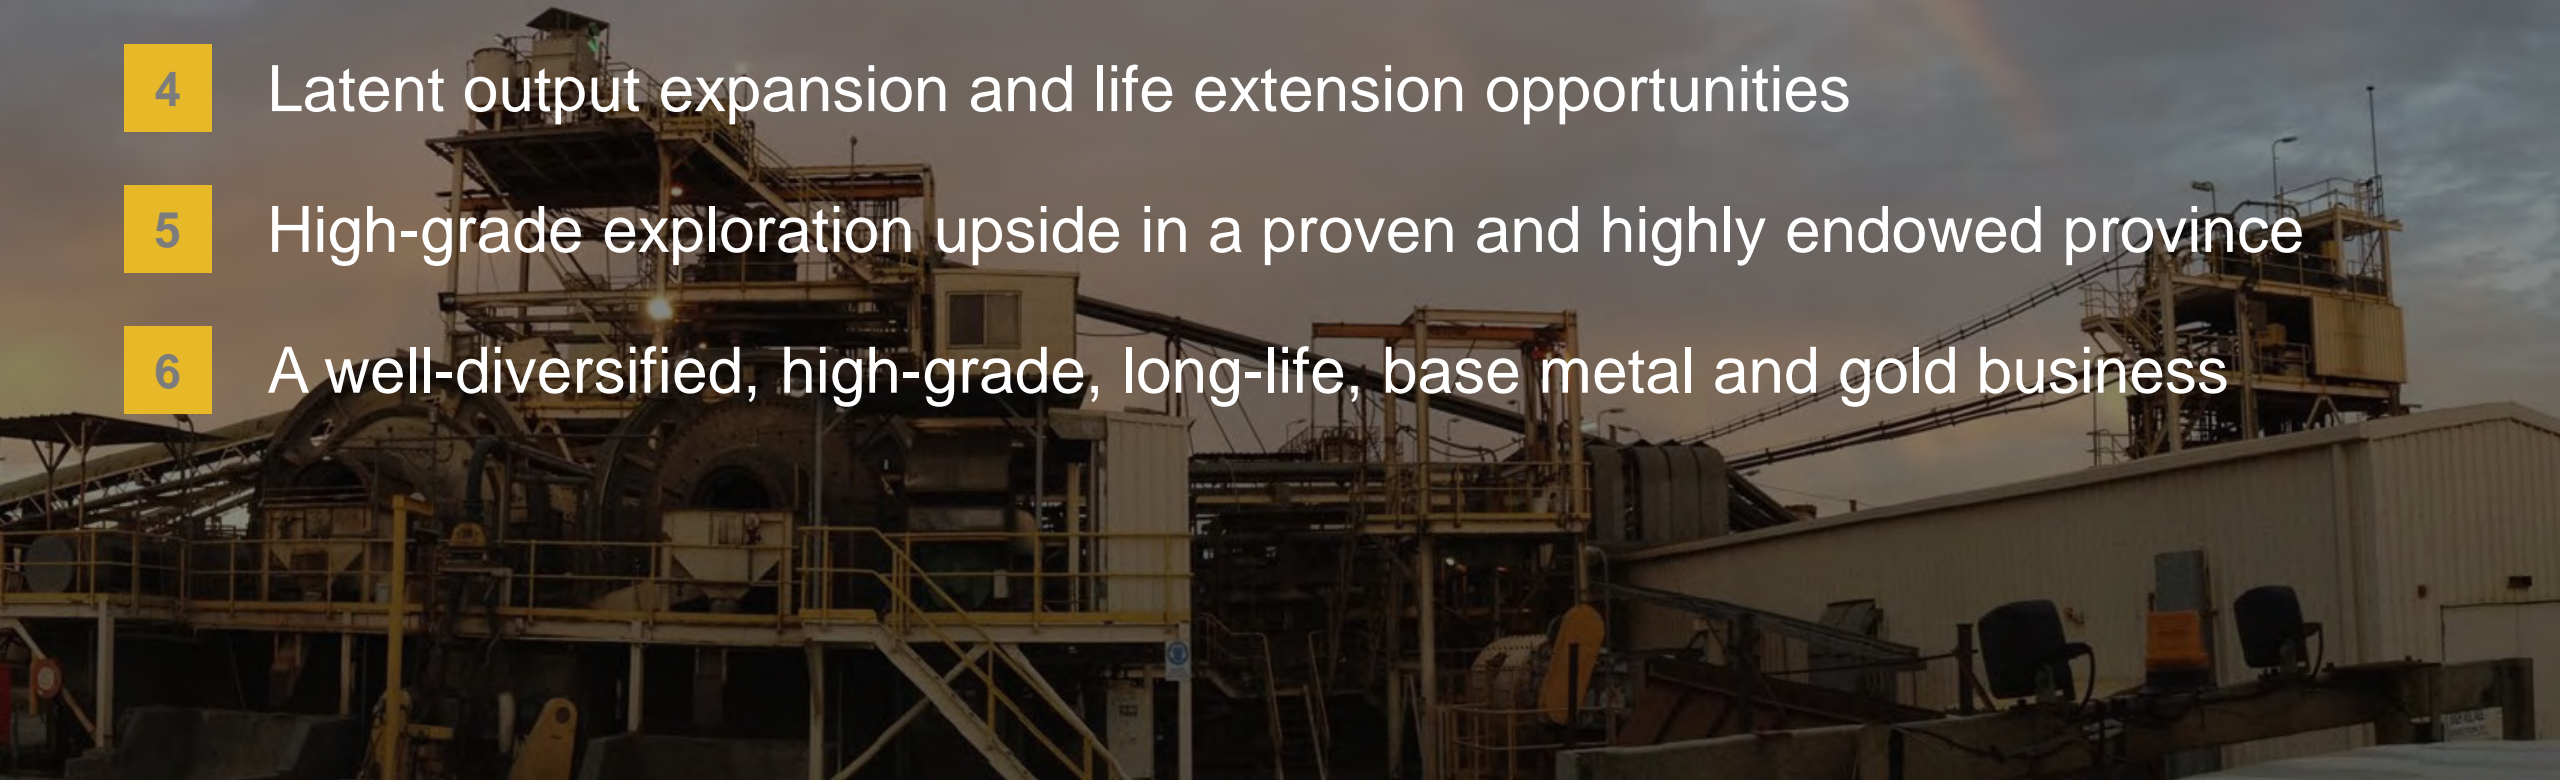 4 Latent output expansion and life extension opportunities
5 High-grade exploration upside in a proven and highly endowed province
6 A well-diversified, high-grade, long-life, base metal and gold business